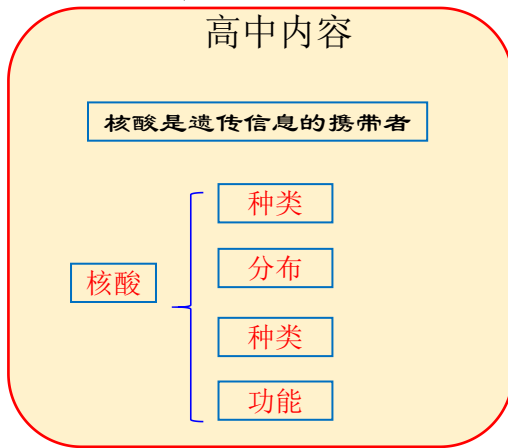 高中内容
核酸是遗传信息的携带者
种类
分布
核酸
种类
功能